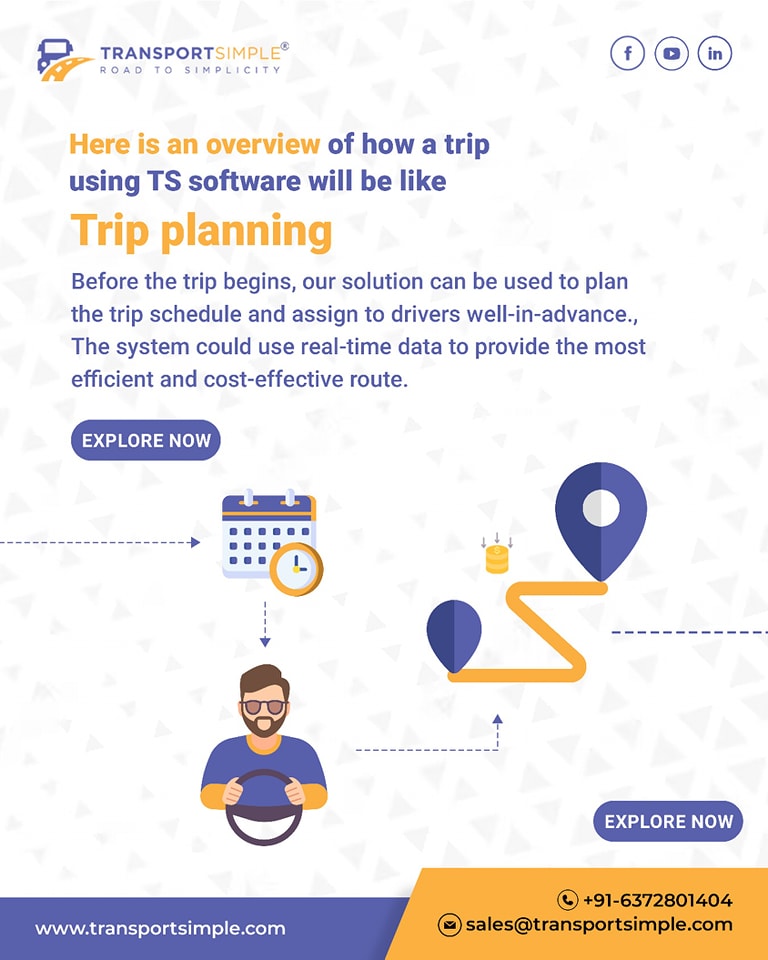 TRANSPORTSIMPLE®
ROAD TO SIMPLICITY
f
in
Here is an overview of how a trip
using TS software will be like
Trip planning
Before the trip begins, our solution can be used to plan
the trip schedule and assign to drivers well-in-advance.,
The system could use real-time data to provide the most
efficient and cost-effective route.
EXPLORE NOW
$
EXPLORE NOW
www.transportsimple.com
+91-6372801404
sales@transportsimple.com